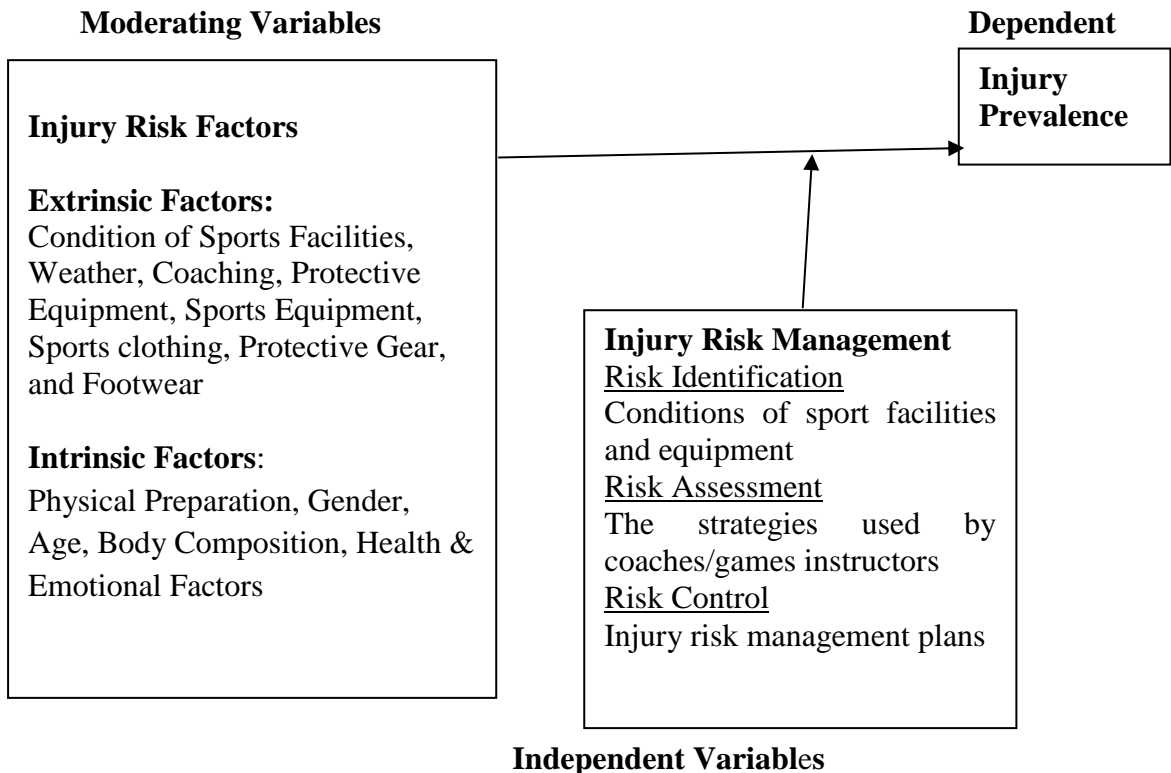 Moderating Variables
Dependent
Injury Risk Factors
Extrinsic Factors:
Condition of Sports Facilities,
Weather, Coaching, Protective
Equipment, Sports Equipment,
Sports clothing, Protective Gear,
and Footwear
Intrinsic Factors:
Physical Preparation, Gender,
Age, Body Composition, Health &
Emotional Factors
Injury
Prevalence
Injury Risk Management
Risk Identification
Conditions of sport facilities
and equipment
Risk Assessment
The strategies used by
coaches/games instructors
Risk Control
Injury risk management plans
Independent Variables